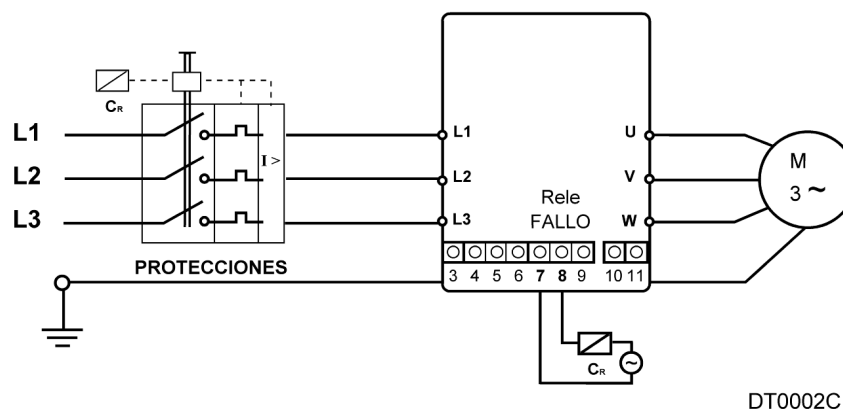 CR
L1
L2
L3
I >
PROTECCIONES
L1
L2
L3
U
V
W
Rele
FALLO
3 4 5 6 7 8 9 10 11
M
3 ~
CR
~
DT0002C